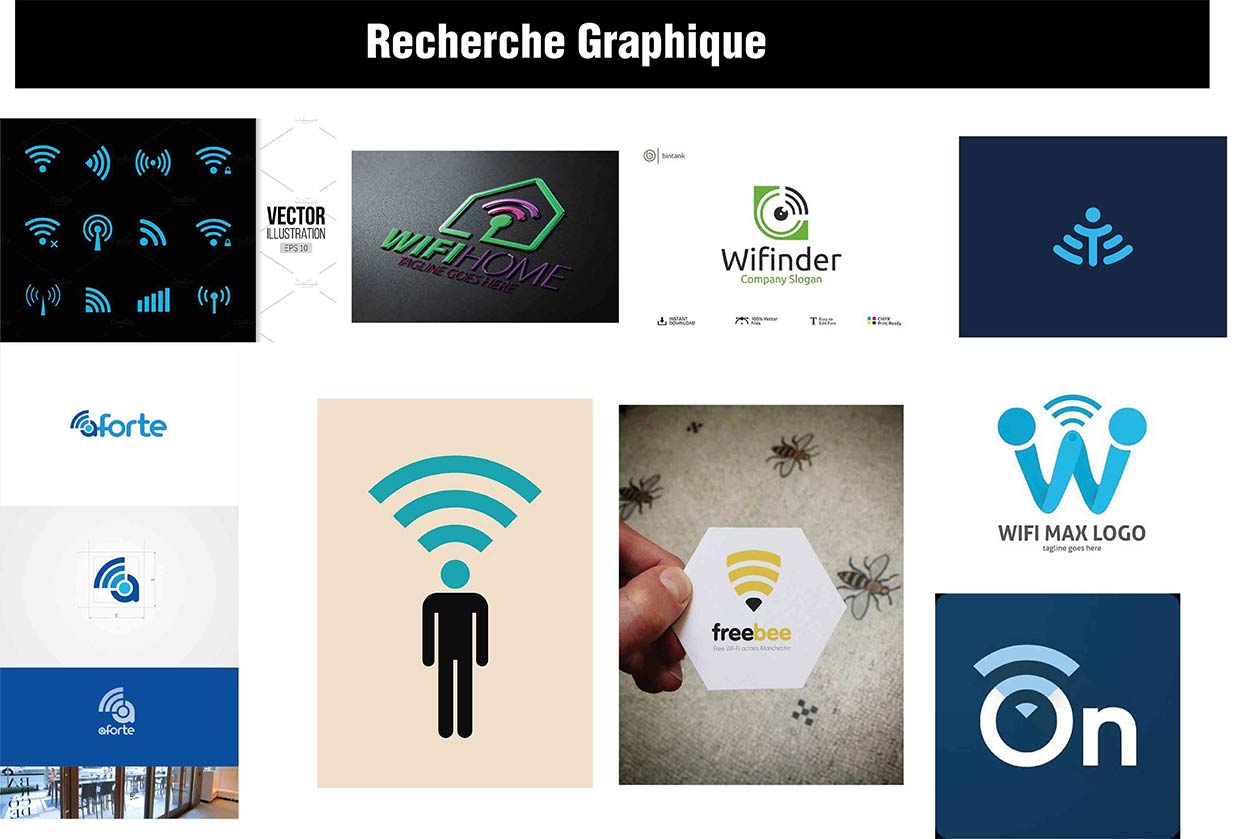 Recherche Graphique
VECTOR
ILLUSTRATION
EPS 10
WIFIHOME
TAGLINE GOES HERE
bintank
Wifinder
Company Slogan
INSTANT
DOWNLOAD
100% Vector
Files
Easy to
Edit Font
CMYK
Print Ready
aforte
WIFI MAX LOGO
tagline goes here
freebee
Free Wi-Fi across Manchester
aforte
On